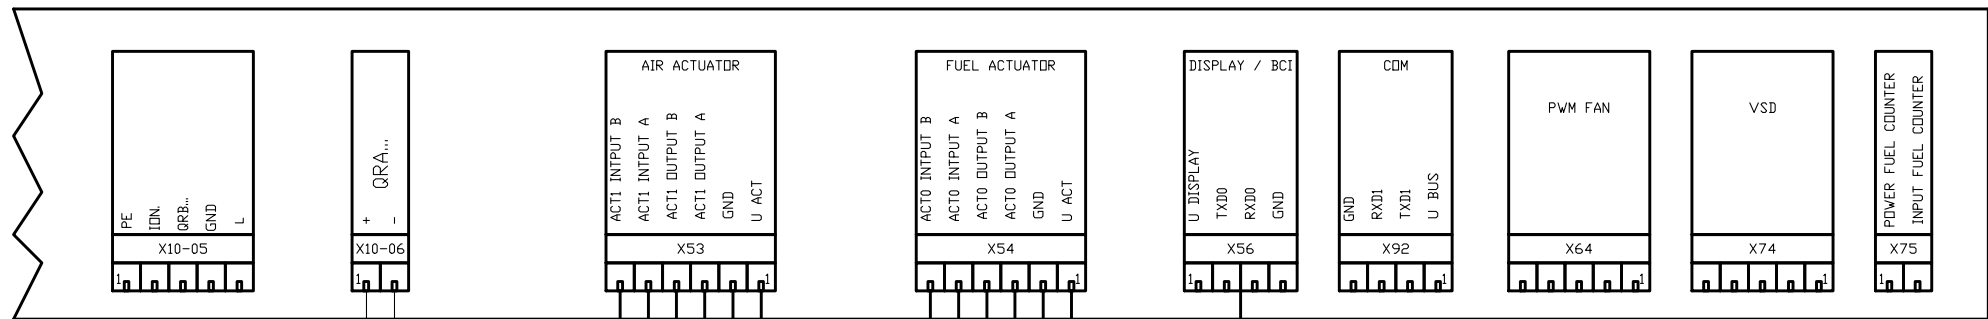 PE
ION.
QRB...
GND
L
X10-05
1
QRA...
+
-
X10-06
1
AIR ACTUATOR
ACT1 INTPUT B
ACT1 INTPUT A
ACT1 OUTPUT B
ACT1 OUTPUT A
GND
U ACT
X53
1
FUEL ACTUATOR
ACT0 INTPUT B
ACT0 INTPUT A
ACT0 OUTPUT B
ACT0 OUTPUT A
GND
U ACT
X54
1
DISPLAY / BCI
U DISPLAY
TXD0
RXD0
GND
X56
1
COM
GND
RXD1
TXD1
U BUS
X92
1
PWM FAN
X64
1
VSD
X74
1
POWER FUEL COUNTER
INPUT FUEL COUNTER
X75
1